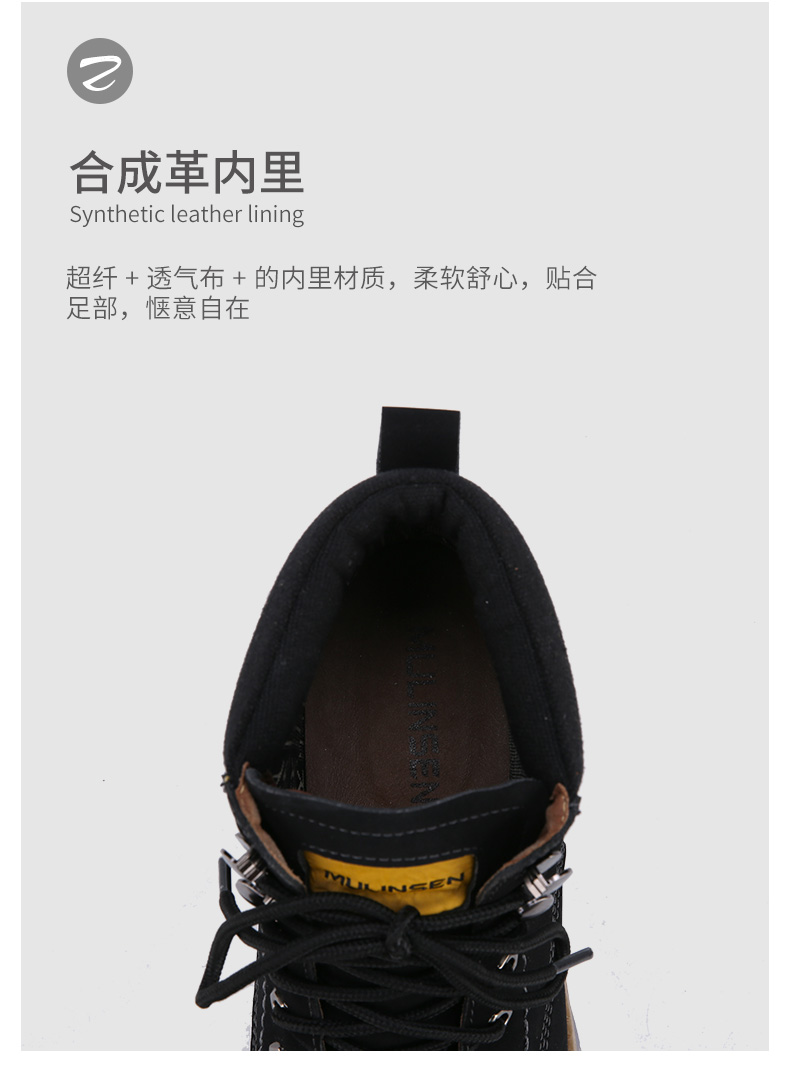 合成革内里
Synthetic leather lining
超纤 + 透气布 + 的内里材质，柔软舒心，贴合
足部，惬意自在
MULINSEN